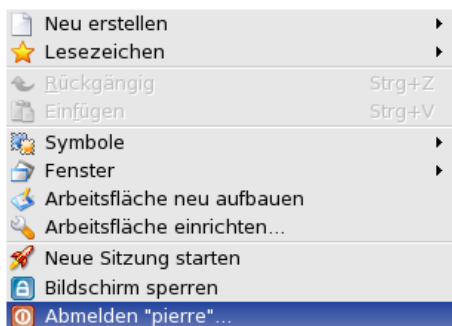 Neu erstellen
Lesezeichen
Rückgängig Strg+Z
Einfügen Strg+V
Symbole
Fenster
Arbeitsfläche neu aufbauen
Arbeitsfläche einrichten...
Neue Sitzung starten
Bildschirm sperren
Abmelden "pierre"...